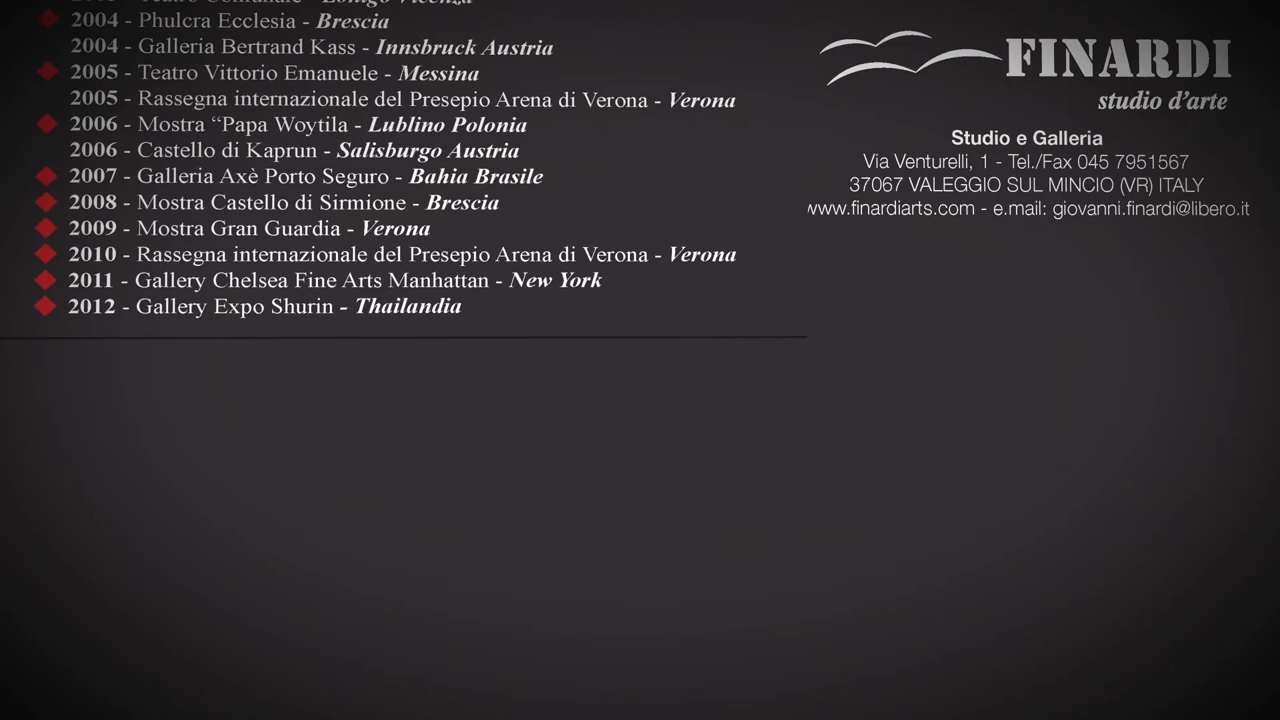 2004 - Phulcra Ecclesia - Brescia
2004 - Galleria Bertrand Kass - Innsbruck Austria
2005 - Teatro Vittorio Emanuele - Messina
2005 - Rassegna internazionale del Presepio Arena di Verona - Verona
2006 - Mostra “Papa Woytila - Lublino Polonia
2006 - Castello di Kaprun - Salisburgo Austria
2007 - Galleria Axè Porto Seguro - Bahia Brasile
2008 - Mostra Castello di Sirmione - Brescia
2009 - Mostra Gran Guardia - Verona
2010 - Rassegna internazionale del Presepio Arena di Verona - Verona
2011 - Gallery Chelsea Fine Arts Manhattan - New York
2012 - Gallery Expo Shurin - Thailandia
FINARDI
studio d'arte
Studio e Galleria
Via Venturelli, 1 - Tel./Fax 045 7951567
37067 VALEGGIO SUL MINCIO (VR) ITALY
www.finardiarts.com - e.mail: giovanni.finardi@libero.it